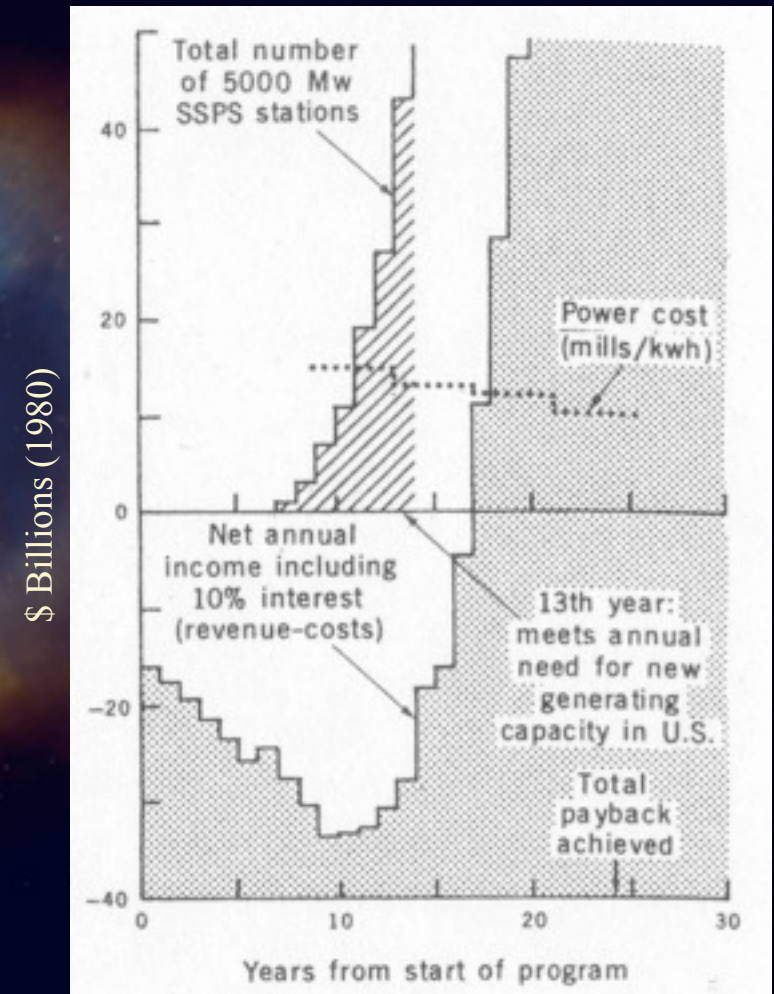 $ Billions (1980)
Total number
of 5000 Mw
SSPS stations
40
20
0
-20
-40
Power cost
(mills/kwh)
Net annual
income including
10% interest
(revenue-costs)
13th year:
meets annual
need for new
generating
capacity in U.S.
Total
payback
achieved
0
10
20
30
Years from start of program